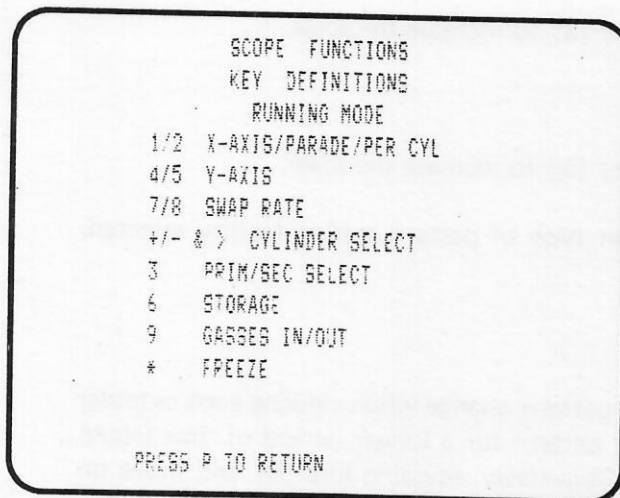 SCOPE FUNCTIONS
KEY DEFINITIONS
RUNNING MODE
1/2 X-AXIS/PARADE/PER CYL
4/5 Y-AXIS
7/8 SWAP RATE
+/- & > CYLINDER SELECT
3 PRIM/SEC SELECT
6 STORAGE
9 GASSES IN/OUT
* FREEZE
PRESS P TO RETURN